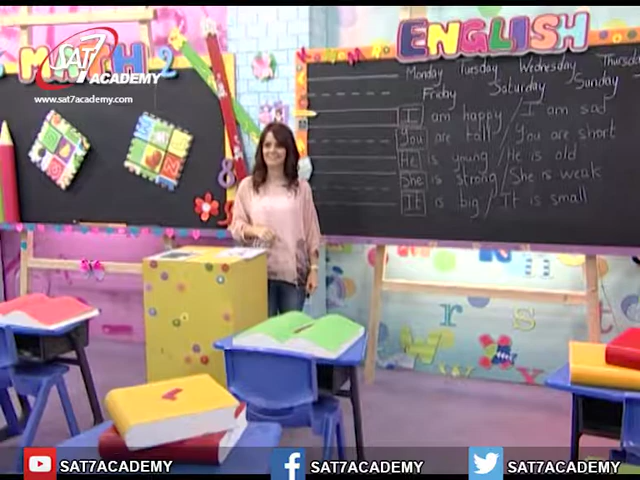 MATH
SAT7 ACADEMY
www.sat7academy.com
ENGLISH
Monday Tuesday Wednesday Thursday
Friday Saturday Sunday
I am happy / I am sad
You are tall / You are short
He is young / He is old
She is strong / She is weak
It is big / It is small
r s t
SAT7ACADEMY
SAT7ACADEMY
SAT7ACADEMY